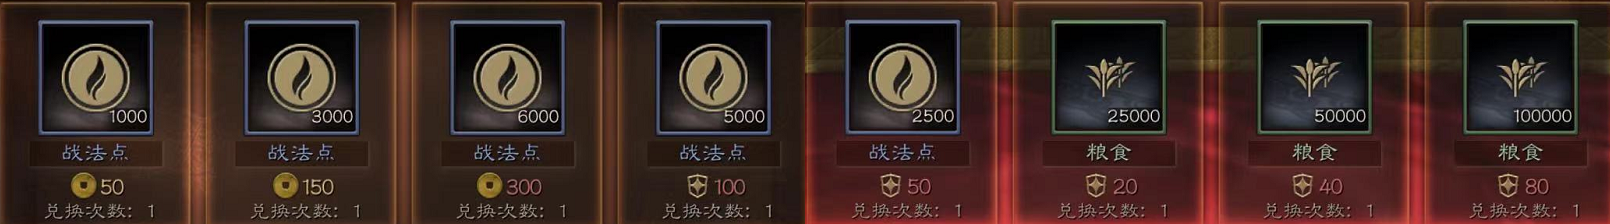 1000 3000 6000 5000 2500 25000 50000 100000
战法点 战法点 战法点 战法点 战法点 粮食 粮食 粮食
50 150 300 100 50 20 40 80
兑换次数：1 兑换次数：1 兑换次数：1 兑换次数：1 兑换次数：1 兑换次数：1 兑换次数：1 兑换次数：1